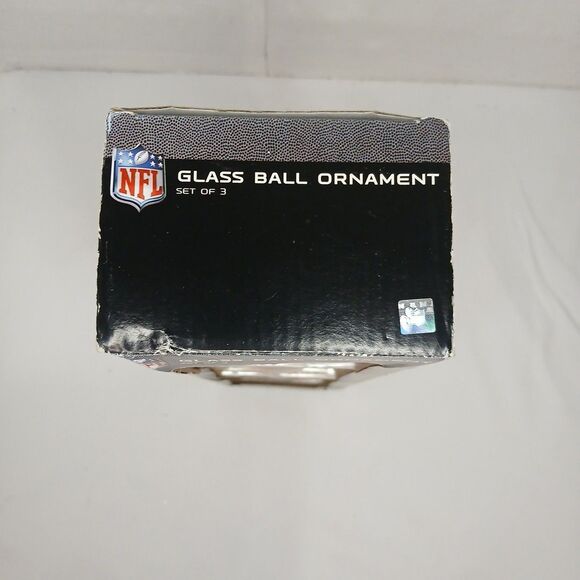 NFL
GLASS BALL ORNAMENT
SET OF 3